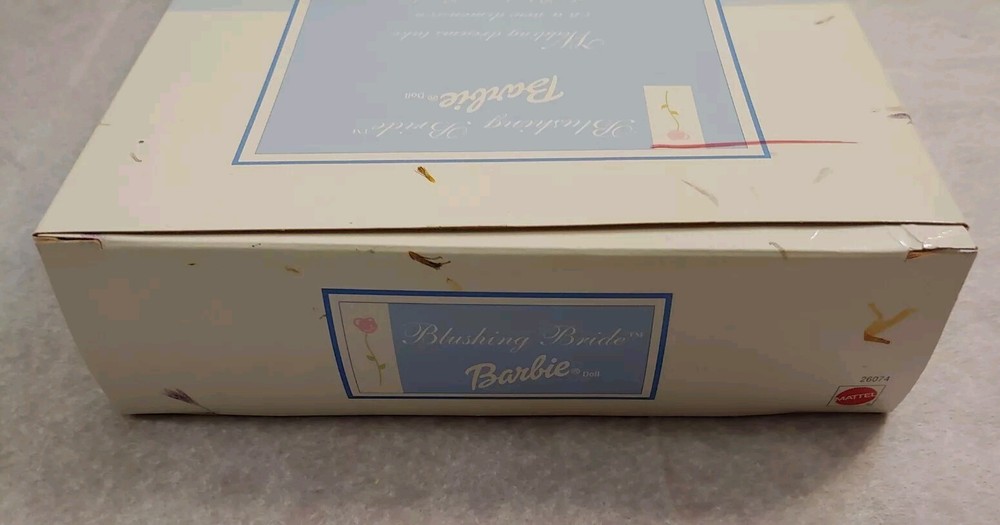 Wedding dreams take
Barbie® Doll
Blushing Bride™
Blushing Bride™
Barbie® Doll
26074
MATTEL